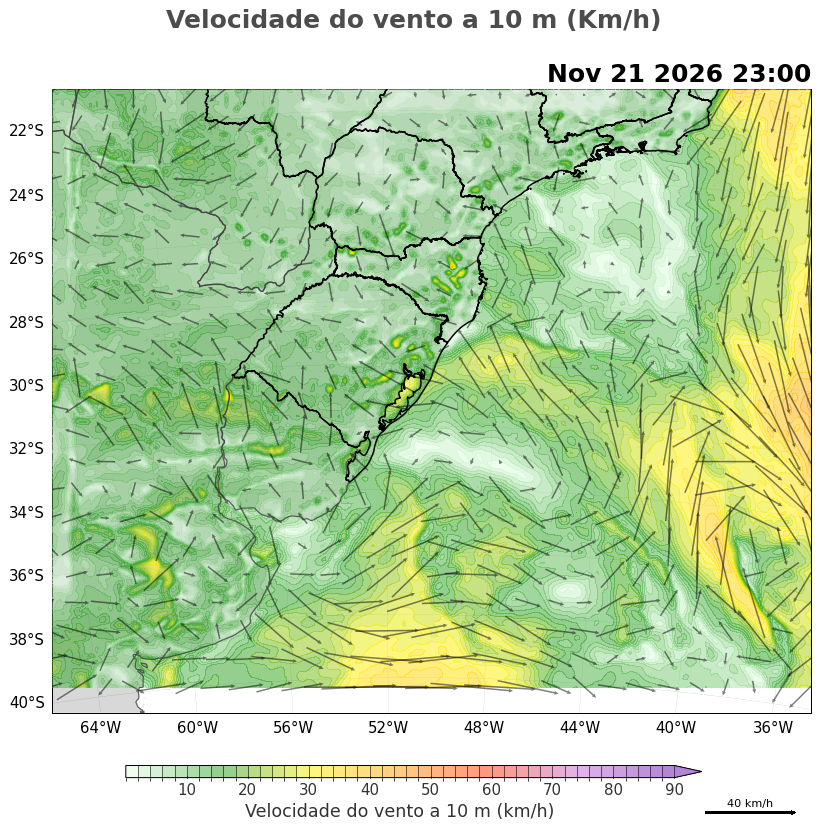 Velocidade do vento a 10 m (Km/h)
Nov 21 2026 23:00
22°S
24°S
26°S
28°S
30°S
32°S
34°S
36°S
38°S
40°S
64°W 60°W 56°W 52°W 48°W 44°W 40°W 36°W
10 20 30 40 50 60 70 80 90
Velocidade do vento a 10 m (km/h)
40 km/h